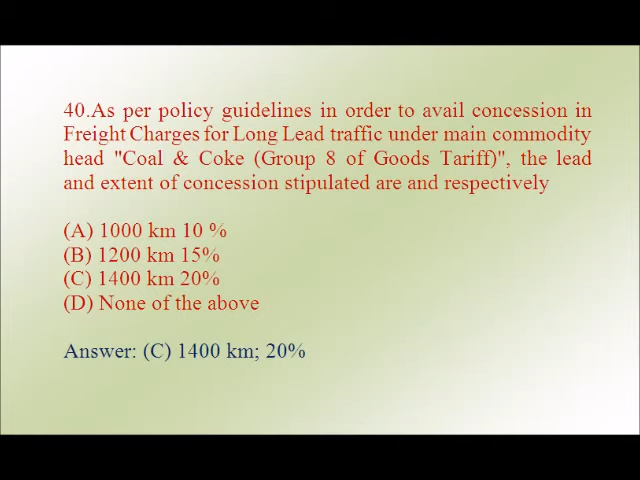 40.As per policy guidelines in order to avail concession in
Freight Charges for Long Lead traffic under main commodity
head "Coal & Coke (Group 8 of Goods Tariff)", the lead
and extent of concession stipulated are and respectively
(A) 1000 km 10 %
(B) 1200 km 15%
(C) 1400 km 20%
(D) None of the above
Answer: (C) 1400 km; 20%